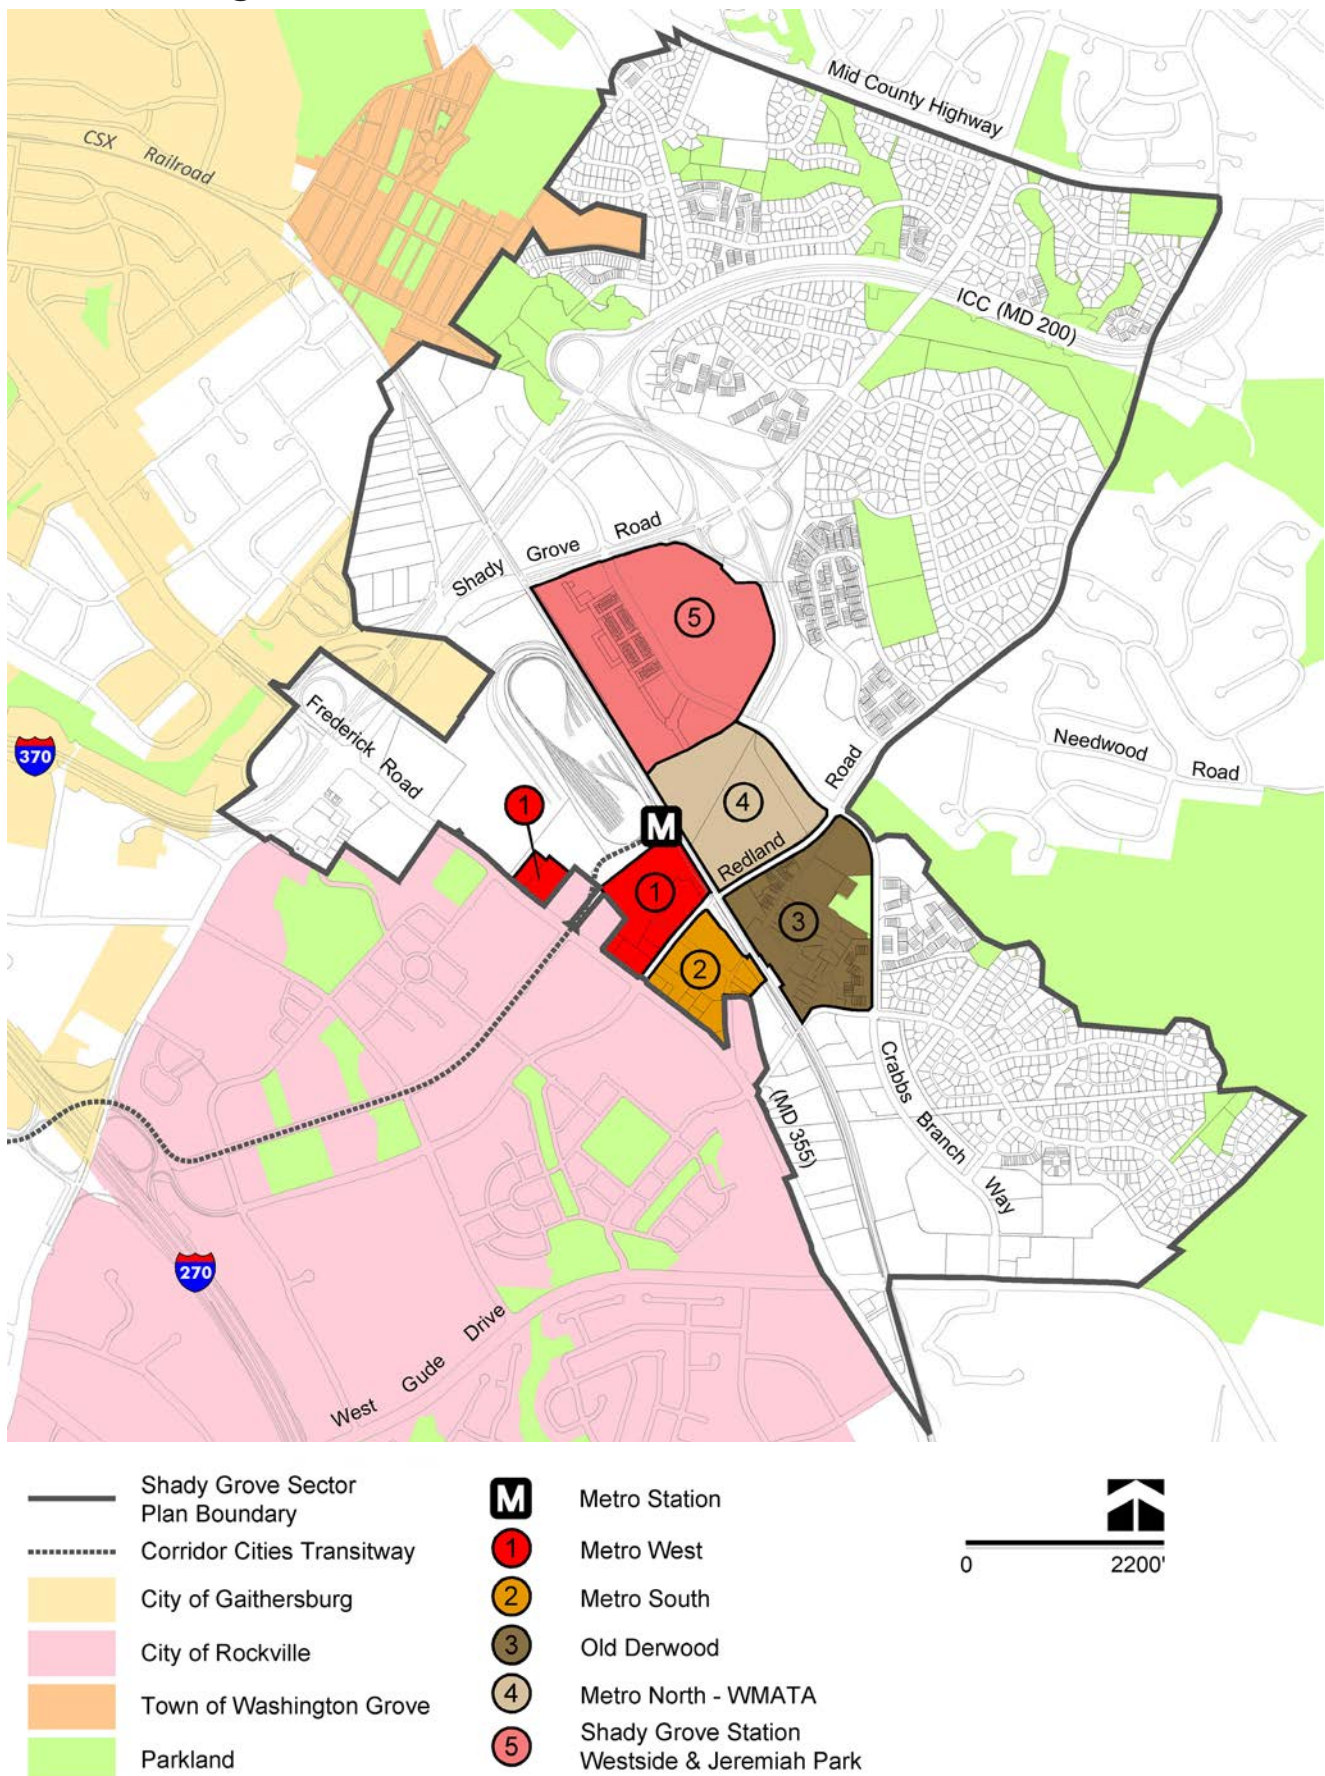 Mid County Highway
CSX Railroad
ICC (MD 200)
Shady Grove Road
5
Frederick Road
370
Needwood Road
1
M
4
Road
Redland
1
3
2
Crabbs Branch Way
(MD 355)
270
West Gude Drive
Shady Grove Sector
Plan Boundary
Corridor Cities Transitway
City of Gaithersburg
City of Rockville
Town of Washington Grove
Parkland
M Metro Station
1 Metro West
2 Metro South
3 Old Derwood
4 Metro North - WMATA
5 Shady Grove Station
Westside & Jeremiah Park
0 2200'